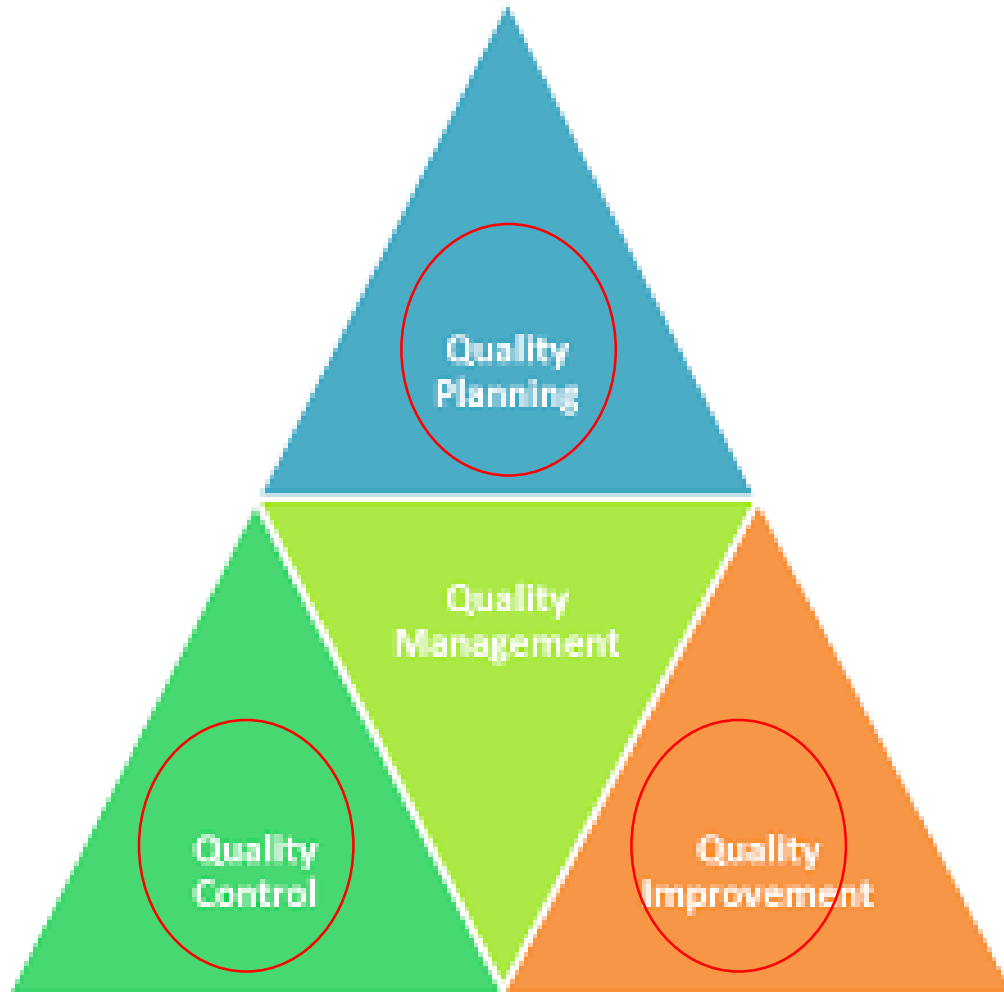 Quality
Planning
Quality
Management
Quality
Control
Quality
Improvement